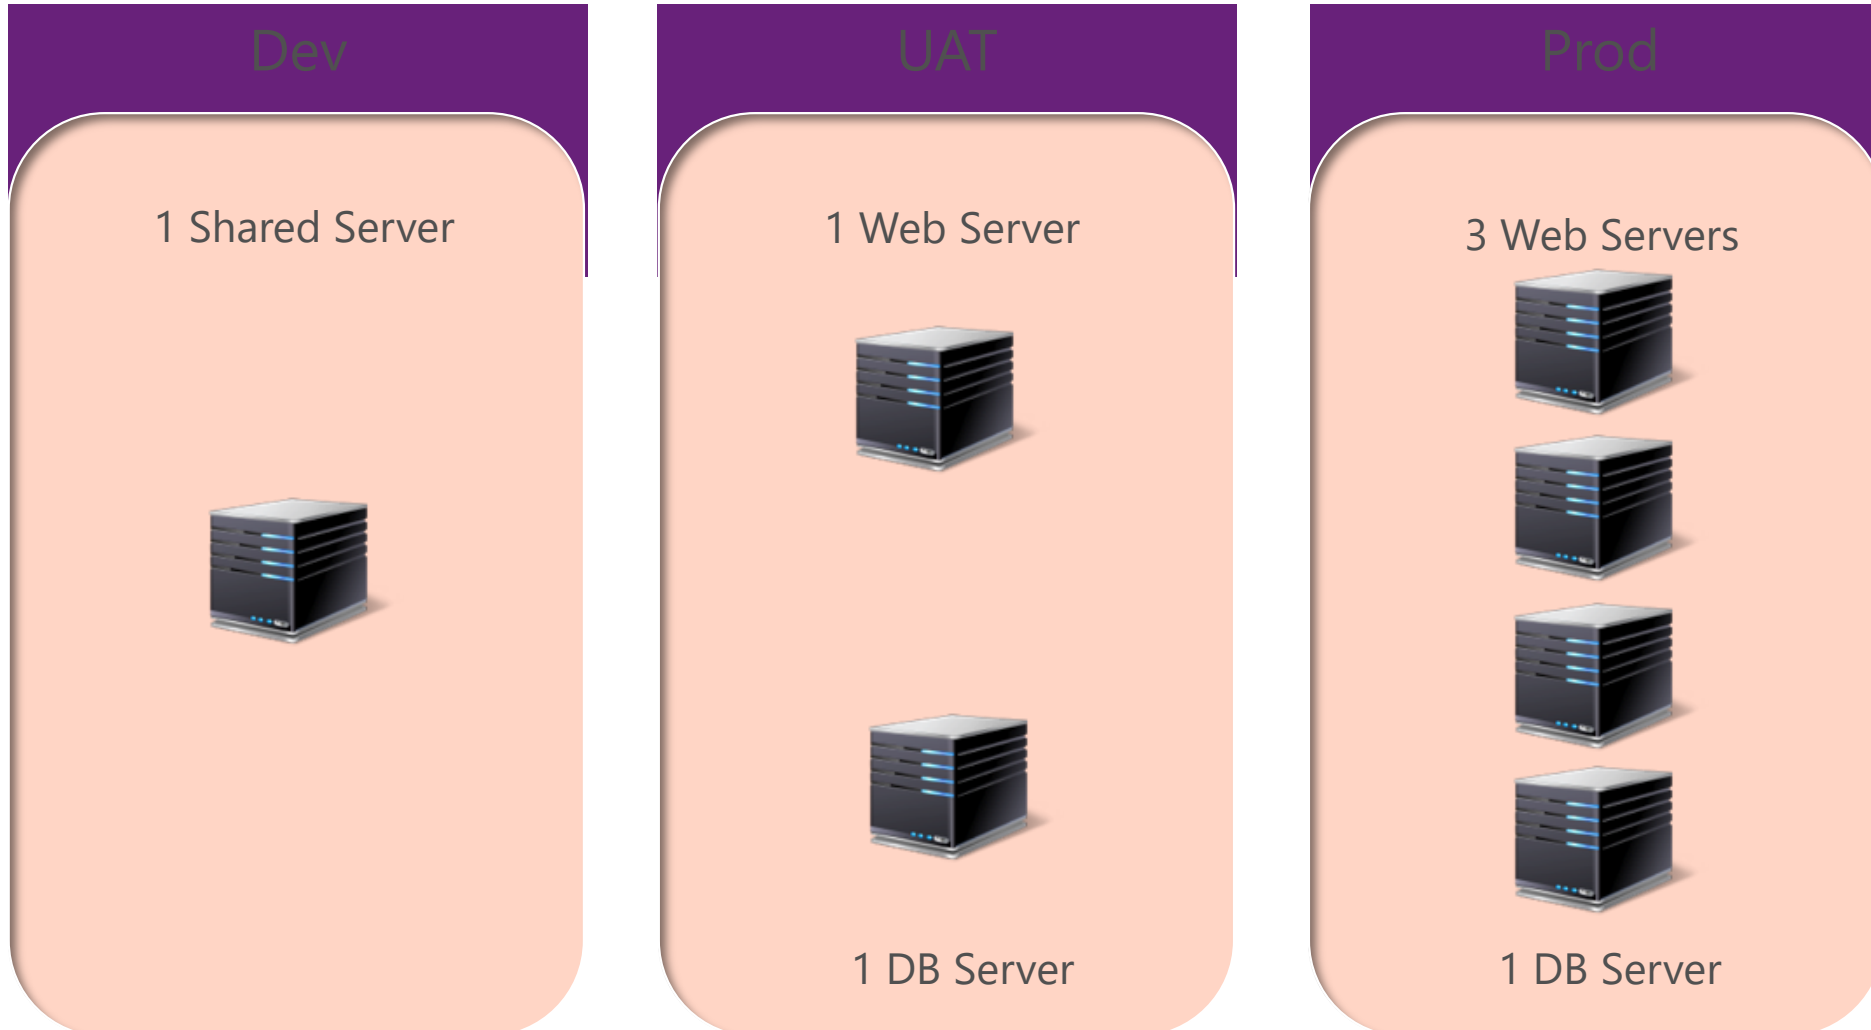 Dev
1 Shared Server
UAT
1 Web Server
1 DB Server
Prod
3 Web Servers
1 DB Server